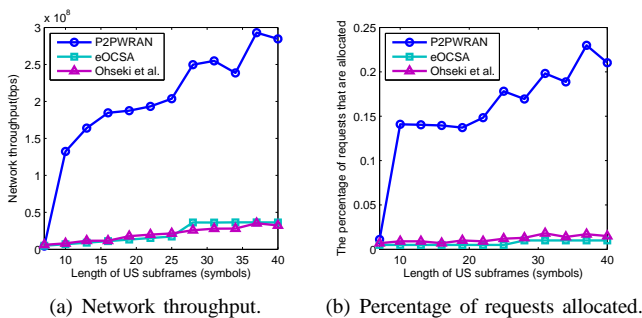 x 10^8
3
2.5
2
1.5
1
0.5
0
10 15 20 25 30 35 40
Network throughput(bps)
Length of US subframes (symbols)
P2PWRAN
eOCSA
Ohseki et al.
(a) Network throughput.
0.25
0.2
0.15
0.1
0.05
0
10 15 20 25 30 35 40
The percentage of requests that are allocated
Length of US subframes (symbols)
P2PWRAN
eOCSA
Ohseki et al.
(b) Percentage of requests allocated.